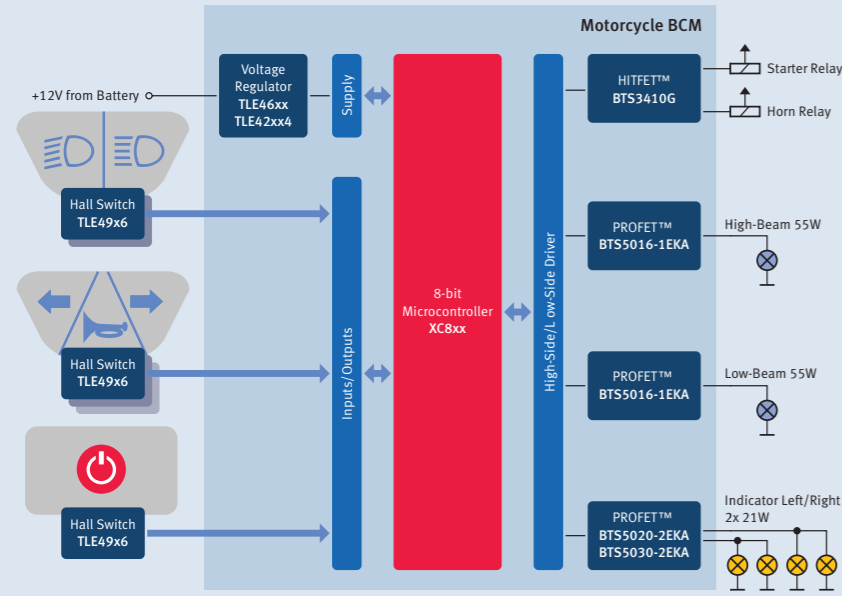 Motorcycle BCM
+12V from Battery
Voltage
Regulator
TLE46xx
TLE42xx4
Supply
Hall Switch
TLE49x6
Hall Switch
TLE49x6
Hall Switch
TLE49x6
Inputs/Outputs
8-bit
Microcontroller
XC8xx
High-Side/Low-Side Driver
HITFET™
BTS3410G
Starter Relay
Horn Relay
PROFET™
BTS5016-1EKA
High-Beam 55W
PROFET™
BTS5016-1EKA
Low-Beam 55W
PROFET™
BTS5020-2EKA
BTS5030-2EKA
Indicator Left/Right
2x 21W